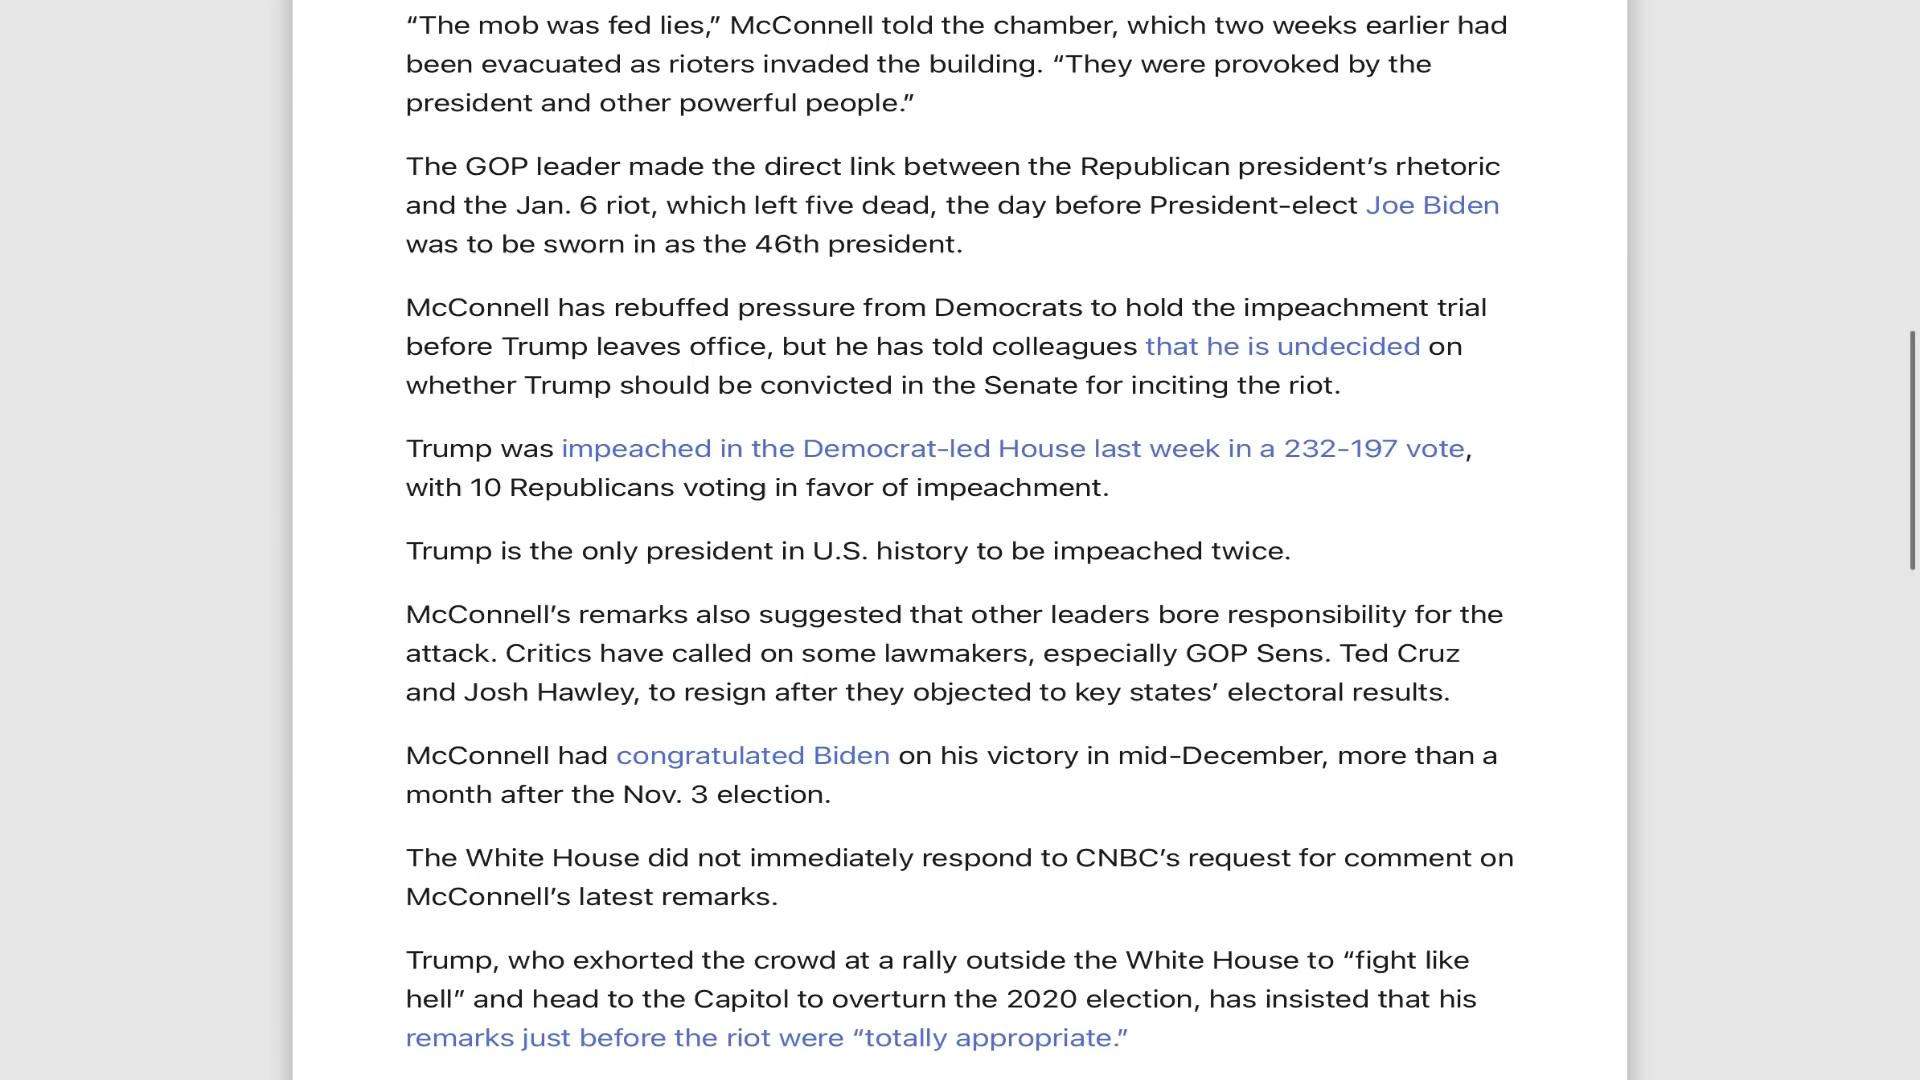 “The mob was fed lies,” McConnell told the chamber, which two weeks earlier had
been evacuated as rioters invaded the building. “They were provoked by the
president and other powerful people.”
The GOP leader made the direct link between the Republican president’s rhetoric
and the Jan. 6 riot, which left five dead, the day before President-elect Joe Biden
was to be sworn in as the 46th president.
McConnell has rebuffed pressure from Democrats to hold the impeachment trial
before Trump leaves office, but he has told colleagues that he is undecided on
whether Trump should be convicted in the Senate for inciting the riot.
Trump was impeached in the Democrat-led House last week in a 232-197 vote,
with 10 Republicans voting in favor of impeachment.
Trump is the only president in U.S. history to be impeached twice.
McConnell’s remarks also suggested that other leaders bore responsibility for the
attack. Critics have called on some lawmakers, especially GOP Sens. Ted Cruz
and Josh Hawley, to resign after they objected to key states’ electoral results.
McConnell had congratulated Biden on his victory in mid-December, more than a
month after the Nov. 3 election.
The White House did not immediately respond to CNBC’s request for comment on
McConnell’s latest remarks.
Trump, who exhorted the crowd at a rally outside the White House to “fight like
hell” and head to the Capitol to overturn the 2020 election, has insisted that his
remarks just before the riot were “totally appropriate.”